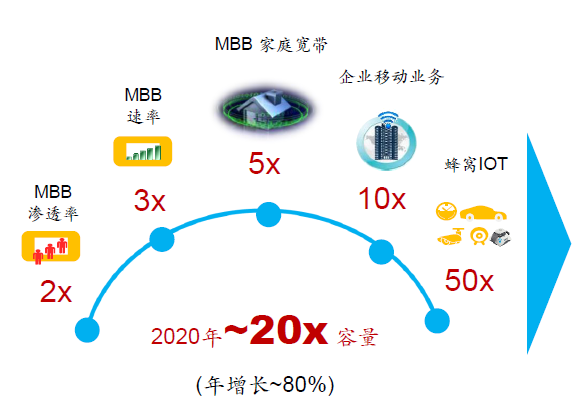 MBB 家庭宽带
5x
MBB
速率
3x
企业移动业务
10x
MBB
渗透率
2x
蜂窝IOT
50x
2020年~20x 容量
(年增长~80%)